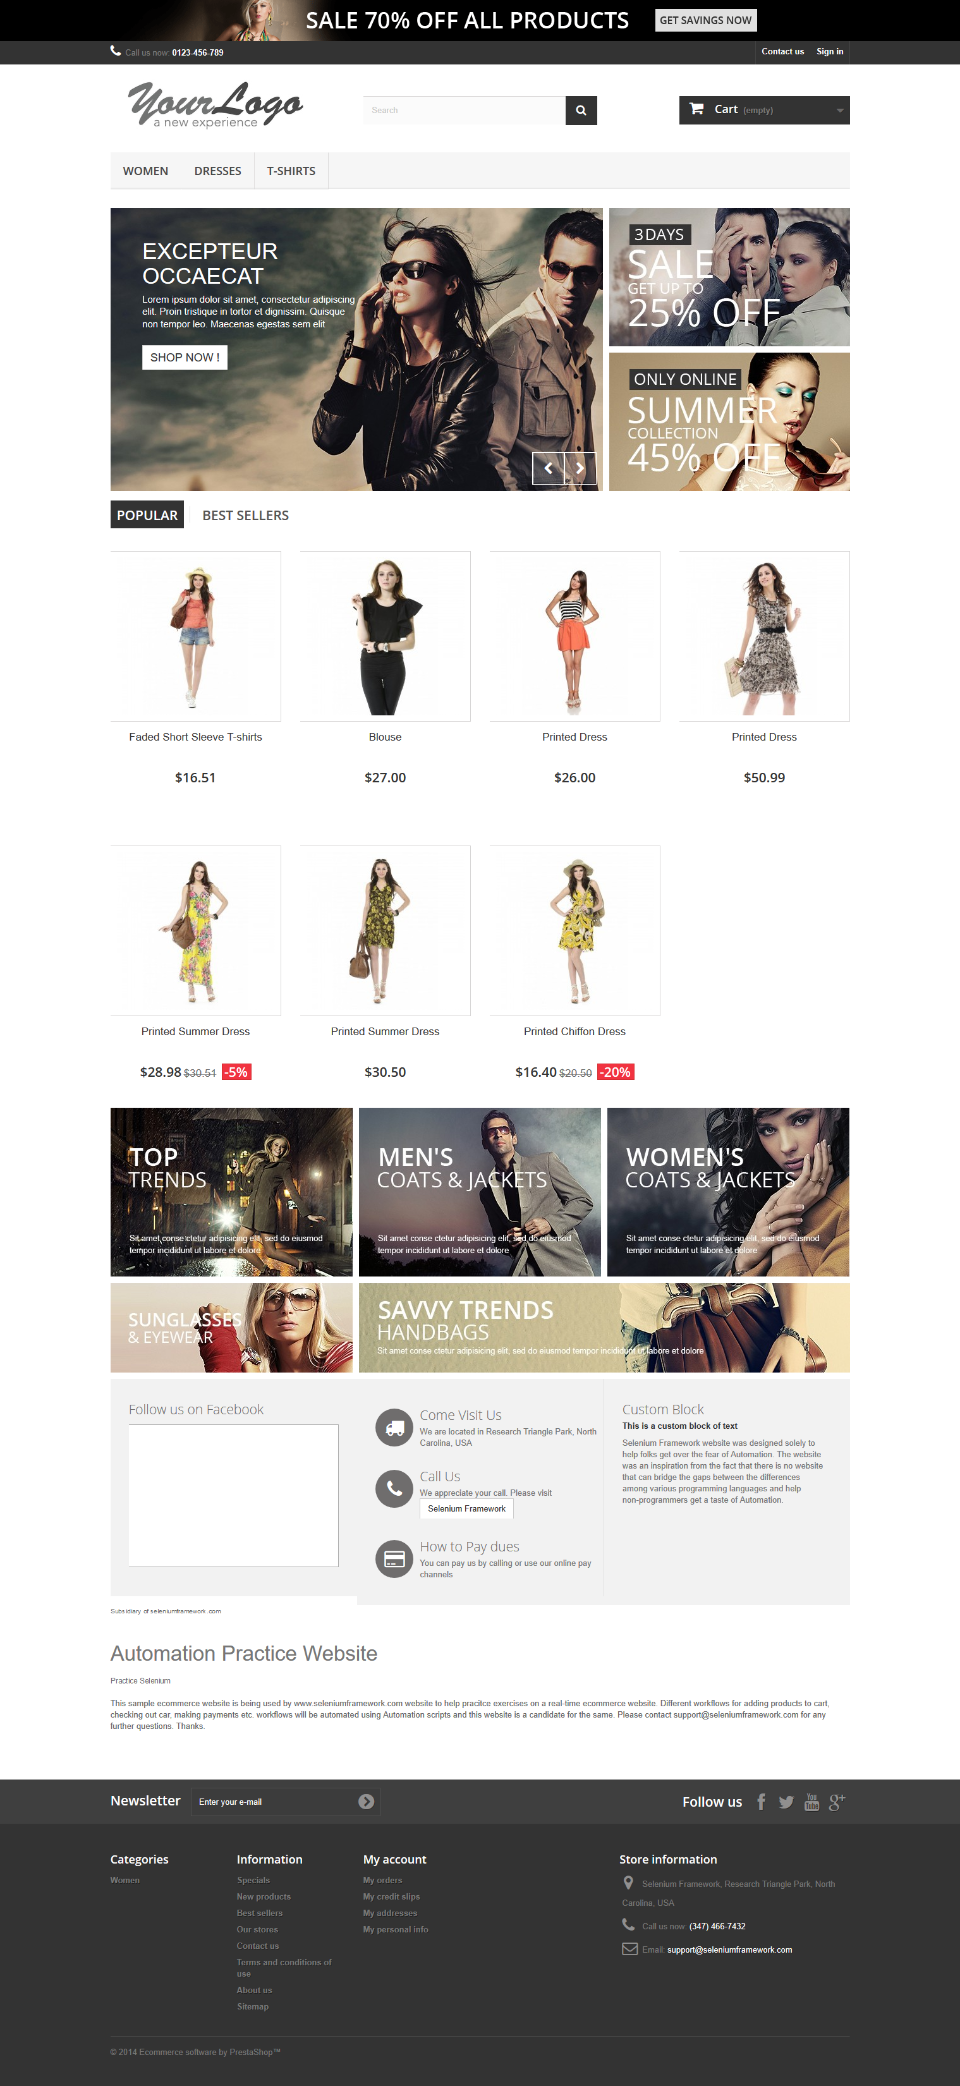 SALE 70% OFF ALL PRODUCTS
GET SAVINGS NOW
Call us now: 0123-456-789
Contact us
Sign in
YourLogo
a new experience
Search
Cart (empty)
WOMEN
DRESSES
T-SHIRTS
EXCEPTEUR
OCCAECAT
Lorem ipsum dolor sit amet, consectetur adipiscing
elit. Proin tristique in tortor et dignissim. Quisque
non tempor leo. Maecenas egestas sem elit
SHOP NOW !
3 DAYS
SALE
GET UP TO
25% OFF
ONLY ONLINE
SUMMER
COLLECTION
45% OFF
POPULAR
BEST SELLERS
Faded Short Sleeve T-shirts
$16.51
Blouse
$27.00
Printed Dress
$26.00
Printed Dress
$50.99
Printed Summer Dress
$28.98 $30.51 -5%
Printed Summer Dress
$30.50
Printed Chiffon Dress
$16.40 $20.50 -20%
TOP
TRENDS
Sit amet conse ctetur adipisicing elit, sed do eiusmod
tempor incididunt ut labore et dolore
MEN'S
COATS & JACKETS
Sit amet conse ctetur adipisicing elit, sed do eiusmod
tempor incididunt ut labore et dolore
WOMEN'S
COATS & JACKETS
Sit amet conse ctetur adipisicing elit, sed do eiusmod
tempor incididunt ut labore et dolore
SUNGLASSES
& EYEWEAR
SAVVY TRENDS
HANDBAGS
Sit amet conse ctetur adipisicing elit, sed do eiusmod tempor incididunt ut labore et dolore
Follow us on Facebook
Come Visit Us
We are located in Research Triangle Park, North
Carolina, USA
Call Us
We appreciate your call. Please visit
Selenium Framework
How to Pay dues
You can pay us by calling or use our online pay
channels
Custom Block
This is a custom block of text
Selenium Framework website was designed solely to
help folks get over the fear of Automation. The website
was an inspiration from the fact that there is no website
that can bridge the gaps between the differences
among various programming languages and help
non-programmers get a taste of Automation.
Subsidiary of seleniumframework.com
Automation Practice Website
Practice Selenium
This sample ecommerce website is being used by www.seleniumframework.com website to help pracitce exercises on a real-time ecommerce website. Different workflows for adding products to cart,
checking out car, making payments etc. workflows will be automated using Automation scripts and this website is a candidate for the same. Please contact support@seleniumframework.com for any
further questions. Thanks.
Newsletter
Enter your e-mail
Follow us
You
Tube
Categories
Women
Information
Specials
New products
Best sellers
Our stores
Contact us
Terms and conditions of
use
About us
Sitemap
My account
My orders
My credit slips
My addresses
My personal info
Store information
Selenium Framework, Research Triangle Park, North
Carolina, USA
Call us now: (347) 466-7432
Email: support@seleniumframework.com
© 2014 Ecommerce software by PrestaShop™